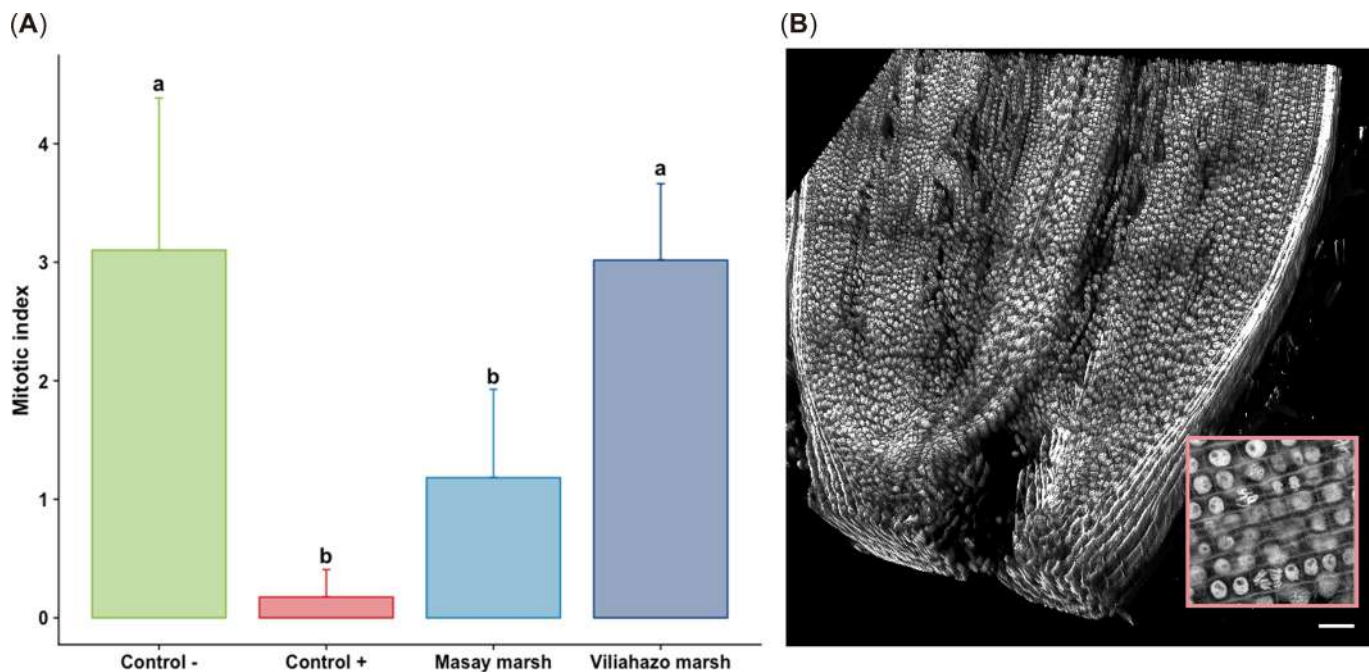 (A)
(B)
Mitotic index
4
3
2
1
0
a
b
b
a
Control -
Control +
Masay marsh
Viliahazo marsh